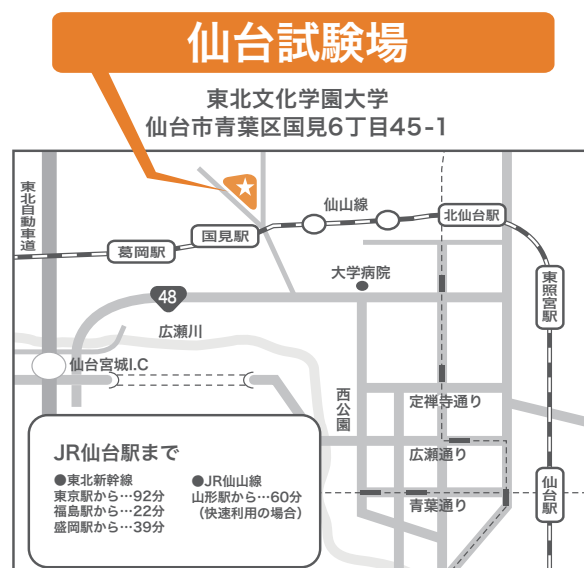 仙台試験場
東北文化学園大学
仙台市青葉区国見6丁目45-1
東北自動車道
仙山線
北仙台駅
国見駅
葛岡駅
東照宮駅
大学病院
48
広瀬川
仙台宮城I.C
西公園
定禅寺通り
広瀬通り
青葉通り
仙台駅
JR仙台駅まで
●東北新幹線
東京駅から…92分
福島駅から…22分
盛岡駅から…39分
●JR仙山線
山形駅から…60分
（快速利用の場合）